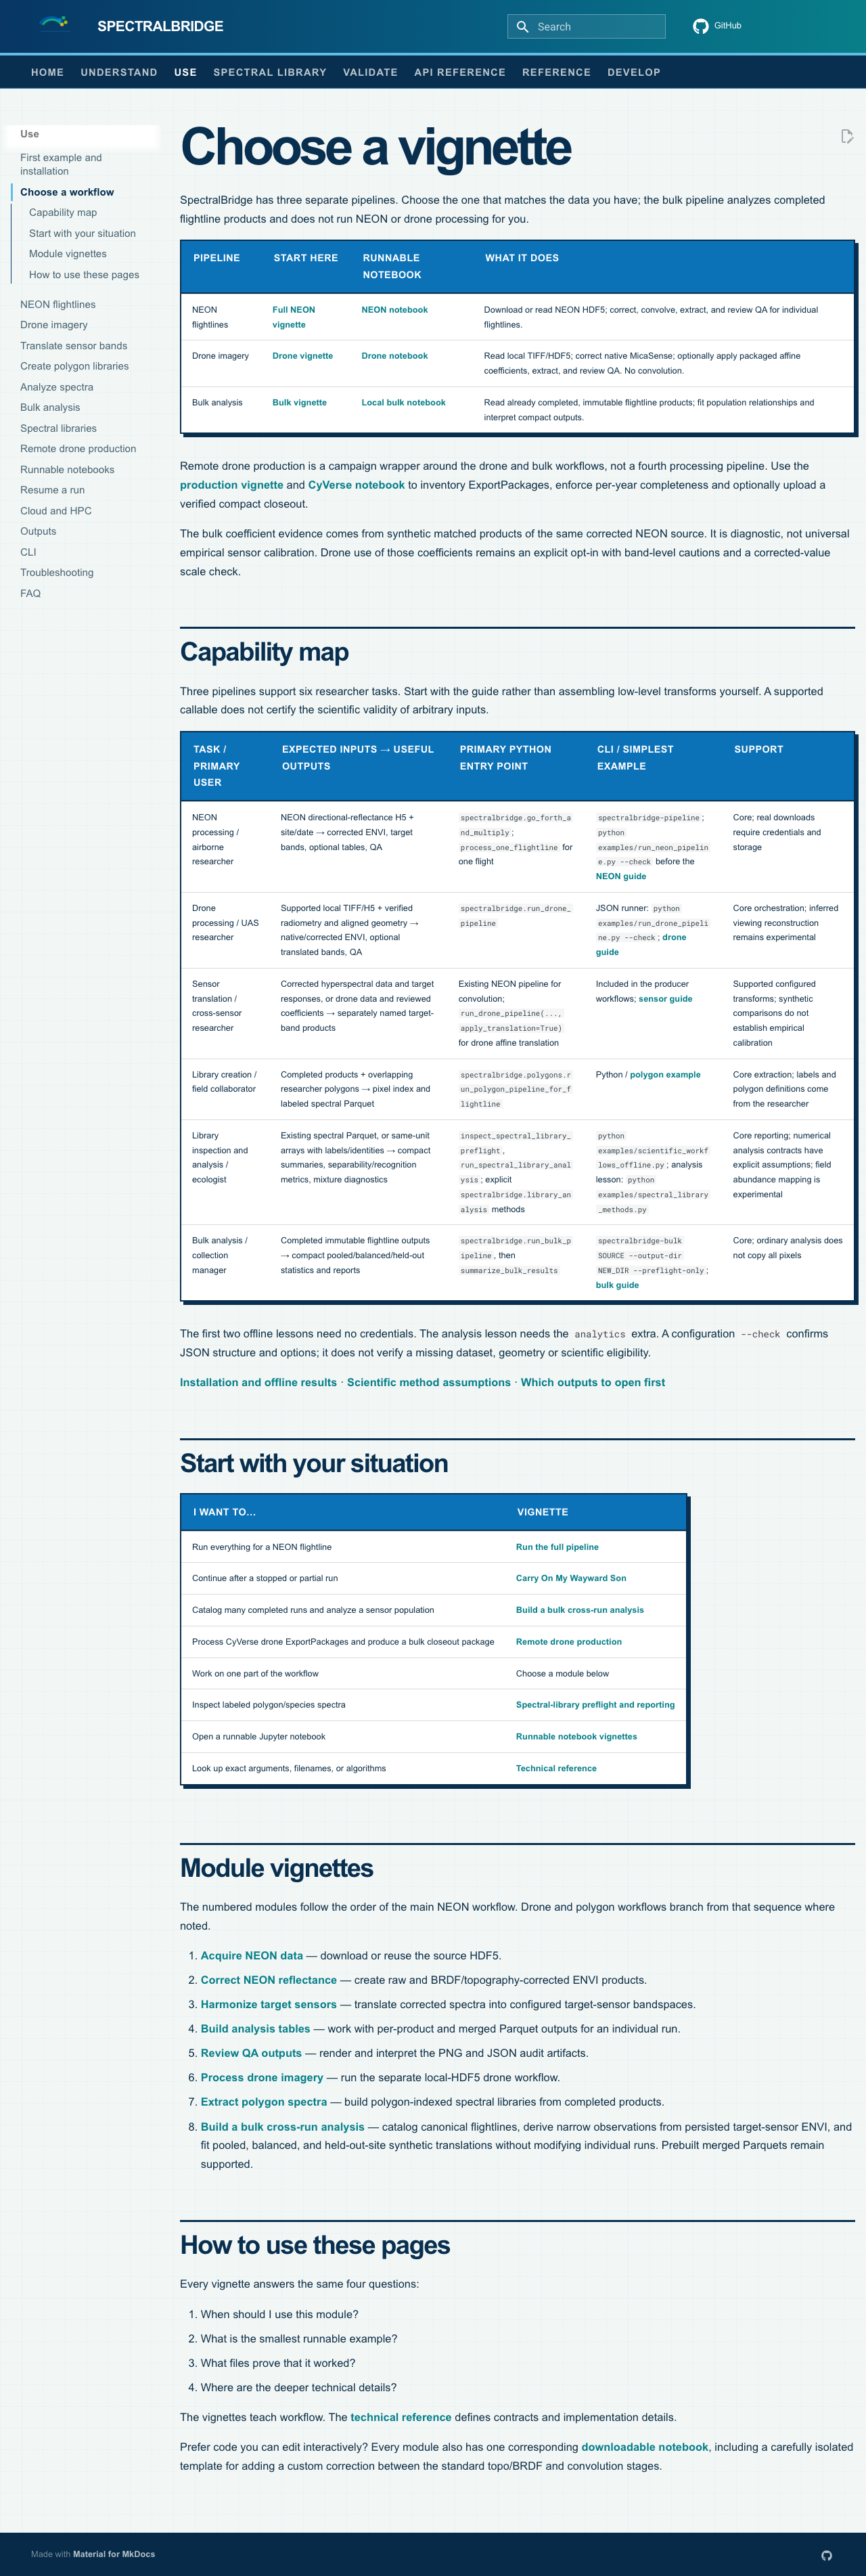 SPECTRALBRIDGE
Search
GitHub
HOME UNDERSTAND USE SPECTRAL LIBRARY VALIDATE API REFERENCE REFERENCE DEVELOP
Use
First example and
installation
Choose a workflow
Capability map
Start with your situation
Module vignettes
How to use these pages
NEON flightlines
Drone imagery
Translate sensor bands
Create polygon libraries
Analyze spectra
Bulk analysis
Spectral libraries
Remote drone production
Runnable notebooks
Resume a run
Cloud and HPC
Outputs
CLI
Troubleshooting
FAQ
Choose a vignette
SpectralBridge has three separate pipelines. Choose the one that matches the data you have; the bulk pipeline analyzes completed
flightline products and does not run NEON or drone processing for you.
PIPELINE START HERE RUNNABLE WHAT IT DOES
NOTEBOOK
NEON Full NEON NEON notebook Download or read NEON HDF5; correct, convolve, extract, and review QA for individual
flightlines vignette flightlines.
Drone imagery Drone vignette Drone notebook Read local TIFF/HDF5; correct native MicaSense; optionally apply packaged affine
coefficients, extract, and review QA. No convolution.
Bulk analysis Bulk vignette Local bulk notebook Read already completed, immutable flightline products; fit population relationships and
interpret compact outputs.
Remote drone production is a campaign wrapper around the drone and bulk workflows, not a fourth processing pipeline. Use the
production vignette and CyVerse notebook to inventory ExportPackages, enforce per-year completeness and optionally upload a
verified compact closeout.
The bulk coefficient evidence comes from synthetic matched products of the same corrected NEON source. It is diagnostic, not universal
empirical sensor calibration. Drone use of those coefficients remains an explicit opt-in with band-level cautions and a corrected-value
scale check.
Capability map
Three pipelines support six researcher tasks. Start with the guide rather than assembling low-level transforms yourself. A supported
callable does not certify the scientific validity of arbitrary inputs.
TASK / EXPECTED INPUTS → USEFUL PRIMARY PYTHON CLI / SIMPLEST SUPPORT
PRIMARY OUTPUTS ENTRY POINT EXAMPLE
USER
NEON NEON directional-reflectance H5 + spectralbridge.go_forth_a spectralbridge-pipeline ; Core; real downloads
processing / site/date → corrected ENVI, target nd_multiply ; python require credentials and
airborne bands, optional tables, QA process_one_flightline for examples/run_neon_pipelin storage
researcher one flight e.py --check before the
NEON guide
Drone Supported local TIFF/H5 + verified spectralbridge.run_drone_ JSON runner: python Core orchestration; inferred
processing / UAS radiometry and aligned geometry → pipeline examples/run_drone_pipeli viewing reconstruction
researcher native/corrected ENVI, optional ne.py --check ; drone remains experimental
translated bands, QA guide
Sensor Corrected hyperspectral data and target Existing NEON pipeline for Included in the producer Supported configured
translation / responses, or drone data and reviewed convolution; workflows; sensor guide transforms; synthetic
cross-sensor coefficients → separately named target- run_drone_pipeline(..., comparisons do not
researcher band products apply_translation=True) establish empirical
for drone affine translation calibration
Library creation / Completed products + overlapping spectralbridge.polygons.r Python / polygon example Core extraction; labels and
field collaborator researcher polygons → pixel index and un_polygon_pipeline_for_f polygon definitions come
labeled spectral Parquet lightline from the researcher
Library Existing spectral Parquet, or same-unit inspect_spectral_library_ python Core reporting; numerical
inspection and arrays with labels/identities → compact preflight , examples/scientific_workf analysis contracts have
analysis / summaries, separability/recognition run_spectral_library_anal lows_offline.py ; analysis explicit assumptions; field
ecologist metrics, mixture diagnostics ysis ; explicit lesson: python abundance mapping is
spectralbridge.library_an examples/spectral_library experimental
alysis methods _methods.py
Bulk analysis / Completed immutable flightline outputs spectralbridge.run_bulk_p spectralbridge-bulk Core; ordinary analysis does
collection → compact pooled/balanced/held-out ipeline , then SOURCE --output-dir not copy all pixels
manager statistics and reports summarize_bulk_results NEW_DIR --preflight-only ;
bulk guide
The first two offline lessons need no credentials. The analysis lesson needs the analytics extra. A configuration --check confirms
JSON structure and options; it does not verify a missing dataset, geometry or scientific eligibility.
Installation and offline results · Scientific method assumptions · Which outputs to open first
Start with your situation
I WANT TO... VIGNETTE
Run everything for a NEON flightline Run the full pipeline
Continue after a stopped or partial run Carry On My Wayward Son
Catalog many completed runs and analyze a sensor population Build a bulk cross-run analysis
Process CyVerse drone ExportPackages and produce a bulk closeout package Remote drone production
Work on one part of the workflow Choose a module below
Inspect labeled polygon/species spectra Spectral-library preflight and reporting
Open a runnable Jupyter notebook Runnable notebook vignettes
Look up exact arguments, filenames, or algorithms Technical reference
Module vignettes
The numbered modules follow the order of the main NEON workflow. Drone and polygon workflows branch from that sequence where
noted.
1. Acquire NEON data — download or reuse the source HDF5.
2. Correct NEON reflectance — create raw and BRDF/topography-corrected ENVI products.
3. Harmonize target sensors — translate corrected spectra into configured target-sensor bandspaces.
4. Build analysis tables — work with per-product and merged Parquet outputs for an individual run.
5. Review QA outputs — render and interpret the PNG and JSON audit artifacts.
6. Process drone imagery — run the separate local-HDF5 drone workflow.
7. Extract polygon spectra — build polygon-indexed spectral libraries from completed products.
8. Build a bulk cross-run analysis — catalog canonical flightlines, derive narrow observations from persisted target-sensor ENVI, and
fit pooled, balanced, and held-out-site synthetic translations without modifying individual runs. Prebuilt merged Parquets remain
supported.
How to use these pages
Every vignette answers the same four questions:
1. When should I use this module?
2. What is the smallest runnable example?
3. What files prove that it worked?
4. Where are the deeper technical details?
The vignettes teach workflow. The technical reference defines contracts and implementation details.
Prefer code you can edit interactively? Every module also has one corresponding downloadable notebook, including a carefully isolated
template for adding a custom correction between the standard topo/BRDF and convolution stages.
Made with Material for MkDocs